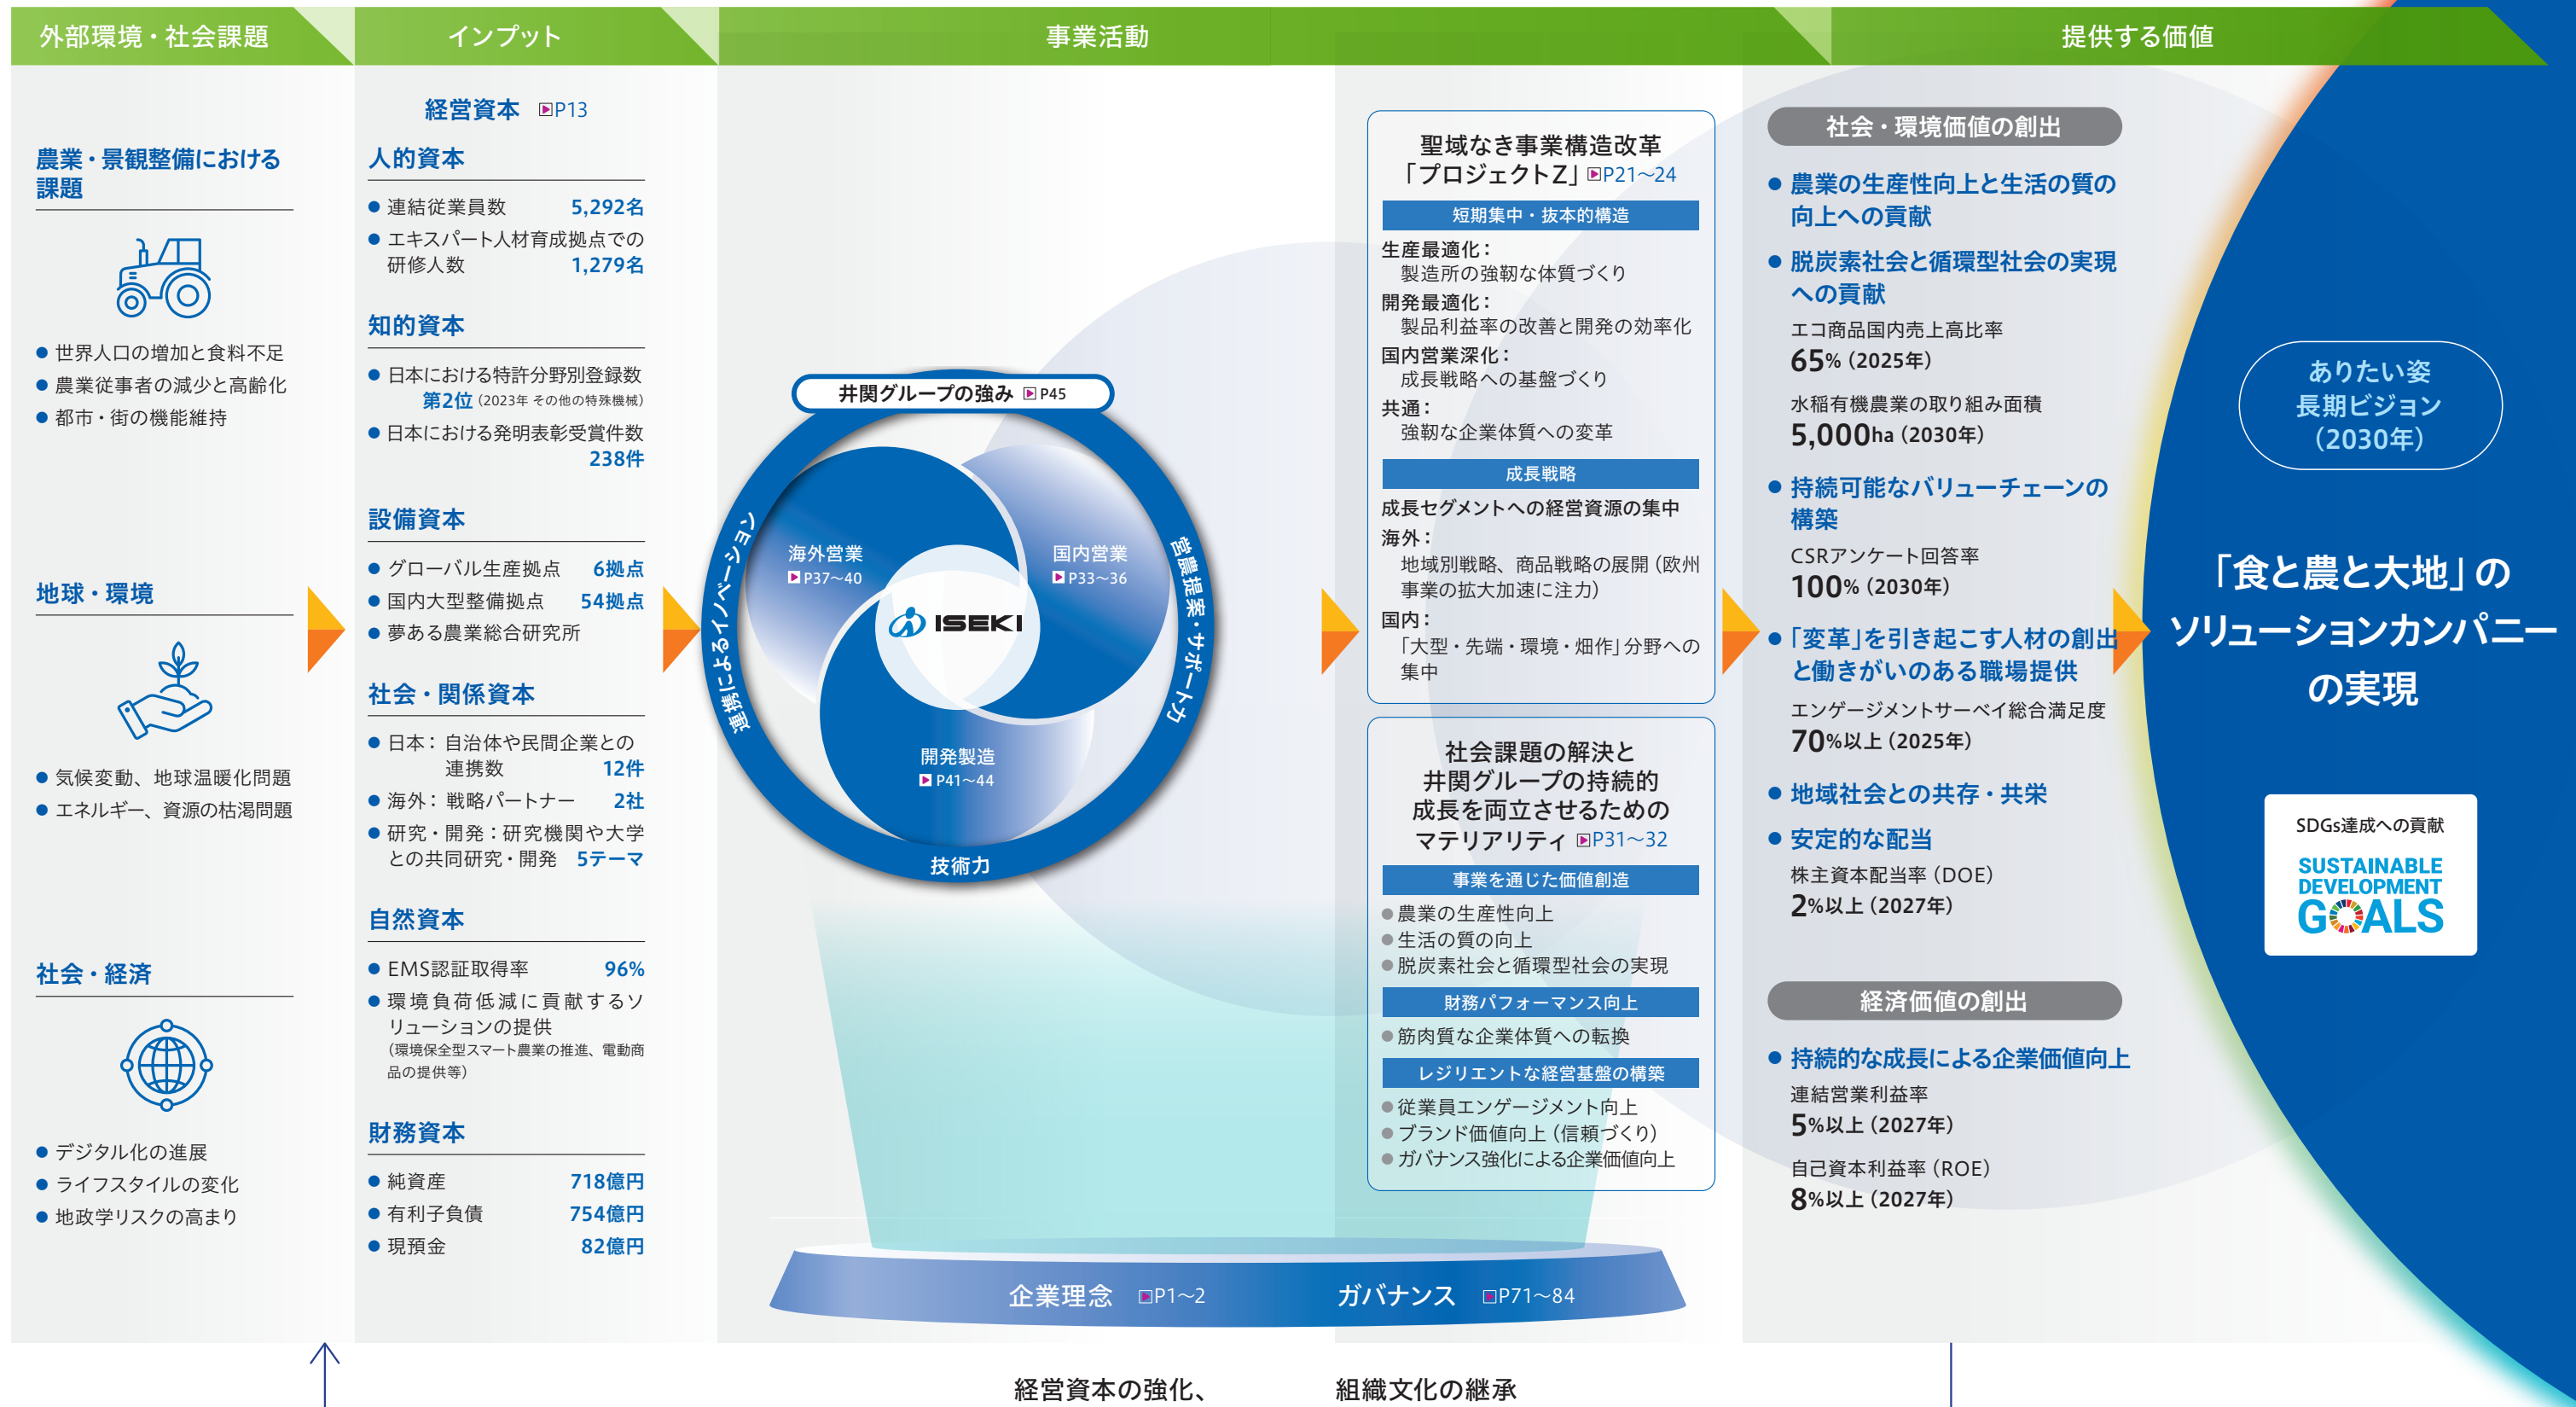 外部環境・社会課題
インプット
事業活動
提供する価値
農業・景観整備における
課題
世界人口の増加と食料不足
農業従事者の減少と高齢化
都市・街の機能維持
地球・環境
気候変動、地球温暖化問題
エネルギー、資源の枯渇問題
社会・経済
デジタル化の進展
ライフスタイルの変化
地政学リスクの高まり
経営資本 P13
人的資本
連結従業員数 5,292名
エキスパート人材育成拠点での
研修人数 1,279名
知的資本
日本における特許分野別登録数
第2位（2023年 その他の特殊機械）
日本における発明表彰受賞件数
238件
設備資本
グローバル生産拠点 6拠点
国内大型整備拠点 54拠点
夢ある農業総合研究所
社会・関係資本
日本：自治体や民間企業との
連携数 12件
海外：戦略パートナー 2社
研究・開発：研究機関や大学
との共同研究・開発 5テーマ
自然資本
EMS認証取得率 96%
環境負荷低減に貢献するソ
リューションの提供
（環境保全型スマート農業の推進、電動商
品の提供等）
財務資本
純資産 718億円
有利子負債 754億円
現預金 82億円
井関グループの強み P45
連携によるイノベーション
営農提案・サポート力
技術力
海外営業
P37～40
国内営業
P33～36
ISEKI
開発製造
P41～44
聖域なき事業構造改革
「プロジェクトZ」 P21～24
短期集中・抜本的構造
生産最適化：
製造所の強靭な体質づくり
開発最適化：
製品利益率の改善と開発の効率化
国内営業深化：
成長戦略への基盤づくり
共通：
強靭な企業体質への変革
成長戦略
成長セグメントへの経営資源の集中
海外：
地域別戦略、商品戦略の展開（欧州
事業の拡大加速に注力）
国内：
「大型・先端・環境・畑作」分野への
集中
社会課題の解決と
井関グループの持続的
成長を両立させるための
マテリアリティ P31～32
事業を通じた価値創造
農業の生産性向上
生活の質の向上
脱炭素社会と循環型社会の実現
財務パフォーマンス向上
筋肉質な企業体質への転換
レジリエントな経営基盤の構築
従業員エンゲージメント向上
ブランド価値向上（信頼づくり）
ガバナンス強化による企業価値向上
企業理念 P1～2
ガバナンス P71～84
社会・環境価値の創出
農業の生産性向上と生活の質の
向上への貢献
脱炭素社会と循環型社会の実現
への貢献
エコ商品国内売上高比率
65%（2025年）
水稲有機農業の取り組み面積
5,000ha（2030年）
持続可能なバリューチェーンの
構築
CSRアンケート回答率
100%（2030年）
「変革」を引き起こす人材の創出
と働きがいのある職場提供
エンゲージメントサーベイ総合満足度
70%以上（2025年）
地域社会との共存・共栄
安定的な配当
株主資本配当率（DOE）
2%以上（2027年）
経済価値の創出
持続的な成長による企業価値向上
連結営業利益率
5%以上（2027年）
自己資本利益率（ROE）
8%以上（2027年）
ありたい姿
長期ビジョン
（2030年）
「食と農と大地」の
ソリューションカンパニー
の実現
SDGs達成への貢献
SUSTAINABLE
DEVELOPMENT
GOALS
経営資本の強化、 組織文化の継承